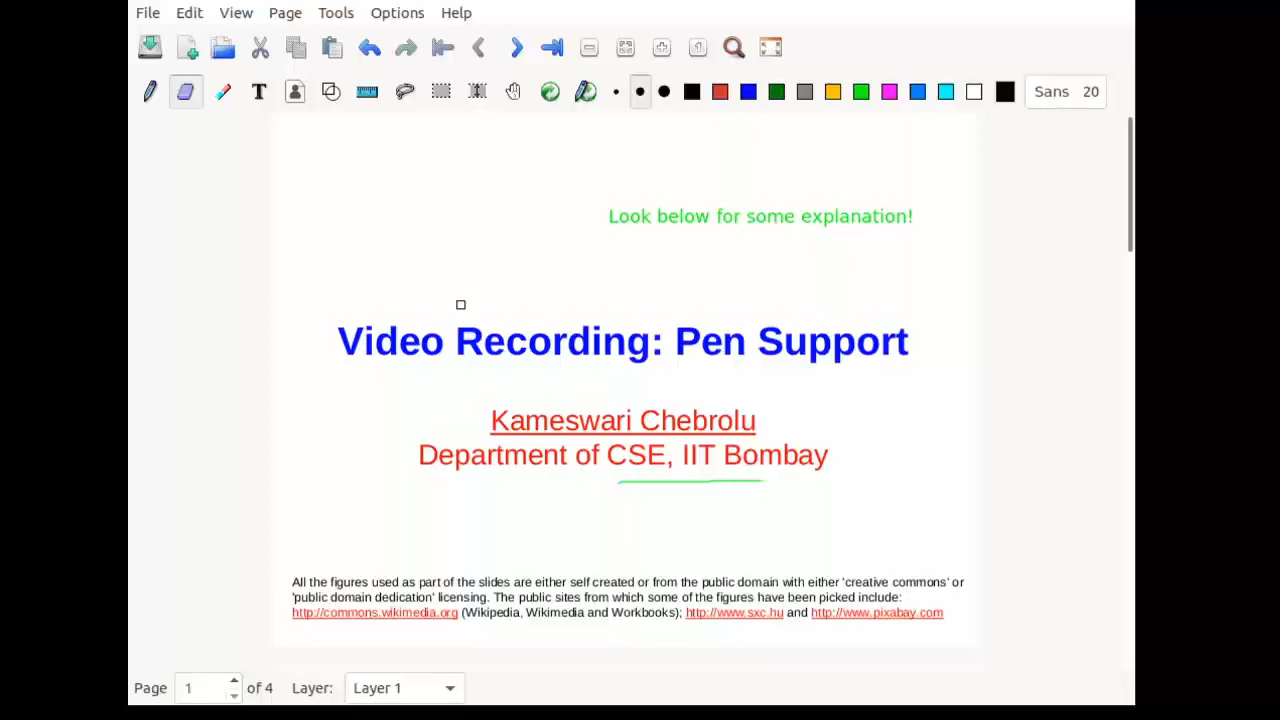 File Edit View Page Tools Options Help
T Sans 20
Look below for some explanation!
Video Recording: Pen Support
Kameswari Chebrolu
Department of CSE, IIT Bombay
All the figures used as part of the slides are either self created or from the public domain with either 'creative commons' or
'public domain dedication' licensing. The public sites from which some of the figures have been picked include:
http://commons.wikimedia.org (Wikipedia, Wikimedia and Workbooks); http://www.sxc.hu and http://www.pixabay.com
Page 1 of 4 Layer: Layer 1